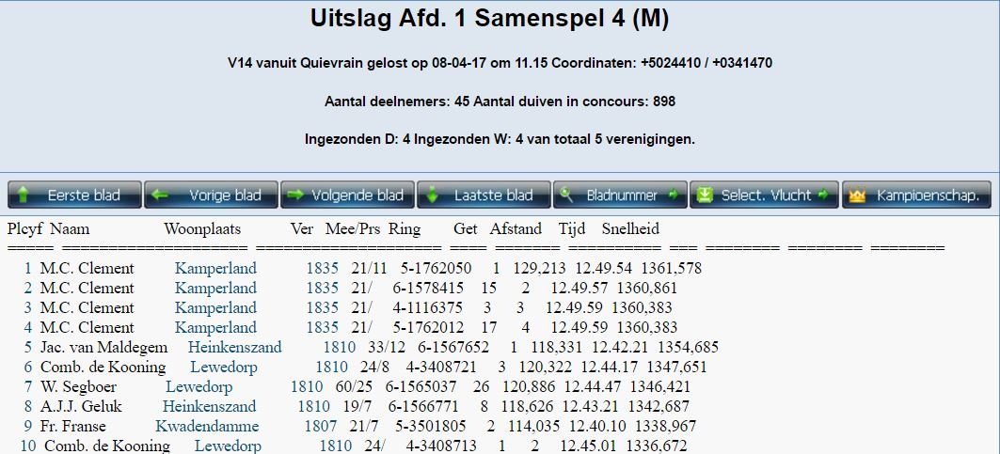 Uitslag Afd. 1 Samenspel 4 (M)
V14 vanuit Quievrain gelost op 08-04-17 om 11.15 Coordinaten: +5024410 / +0341470
Aantal deelnemers: 45 Aantal duiven in concours: 898
Ingezonden D: 4 Ingezonden W: 4 van totaal 5 verenigingen.
Eerste blad Vorige blad Volgende blad Laatste blad Bladnummer Select. Vlucht Kampioenschap.
Plcyf Naam Woonplaats Ver Mee/Prs Ring Get Afstand Tijd Snelheid
===== ==================== ==================== ==== ======= ========== === ======== ======== ========
1 M.C. Clement Kamperland 1835 21/11 5-1762050 1 129,213 12.49.54 1361,578
2 M.C. Clement Kamperland 1835 21/ 6-1578415 15 2 12.49.57 1360,861
3 M.C. Clement Kamperland 1835 21/ 4-1116375 3 3 12.49.59 1360,383
4 M.C. Clement Kamperland 1835 21/ 5-1762012 17 4 12.49.59 1360,383
5 Jac. van Maldegem Heinkenszand 1810 33/12 6-1567652 1 118,331 12.42.21 1354,685
6 Comb. de Kooning Lewedorp 1810 24/8 4-3408721 3 120,322 12.44.17 1347,651
7 W. Segboer Lewedorp 1810 60/25 6-1565037 26 120,886 12.44.47 1346,421
8 A.J.J. Geluk Heinkenszand 1810 19/7 6-1566771 8 118,626 12.43.21 1342,687
9 Fr. Franse Kwadendamme 1807 21/7 5-3501805 2 114,035 12.40.10 1338,967
10 Comb. de Kooning Lewedorp 1810 24/ 4-3408713 1 2 12.45.01 1336,672